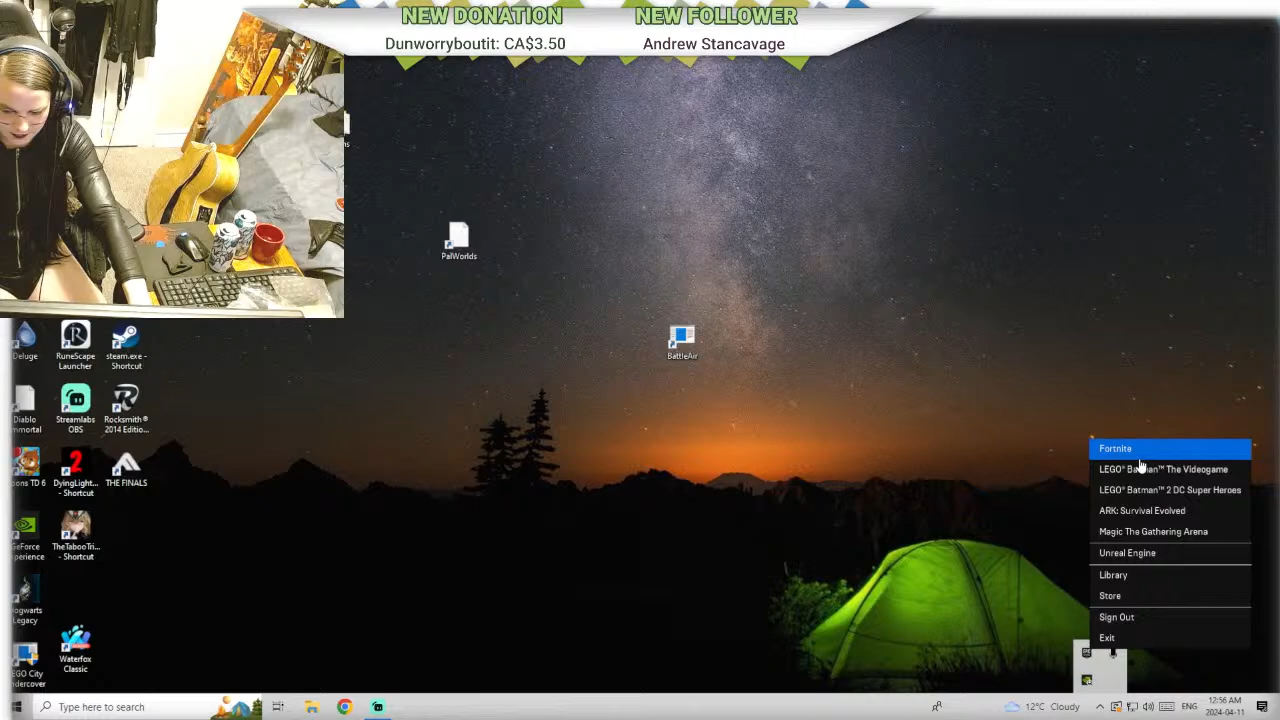 NEW DONATION
NEW FOLLOWER
Dunworryboutit: CA$3.50
Andrew Stancavage
PalWorlds
BattleAir
Deluge
RuneScape
Launcher
steam.exe -
Shortcut
Streamlabs
OBS
Rocksmith®
2014 Editio...
DyingLight...
- Shortcut
THE FINALS
TheTabooTri...
- Shortcut
Legacy
Waterfox
Classic
Fortnite
LEGO® Batman™ The Videogame
LEGO® Batman™ 2 DC Super Heroes
ARK: Survival Evolved
Magic The Gathering Arena
Unreal Engine
Library
Store
Sign Out
Exit
Type here to search
12°C Cloudy
ENG
12:56 AM
2024-04-11